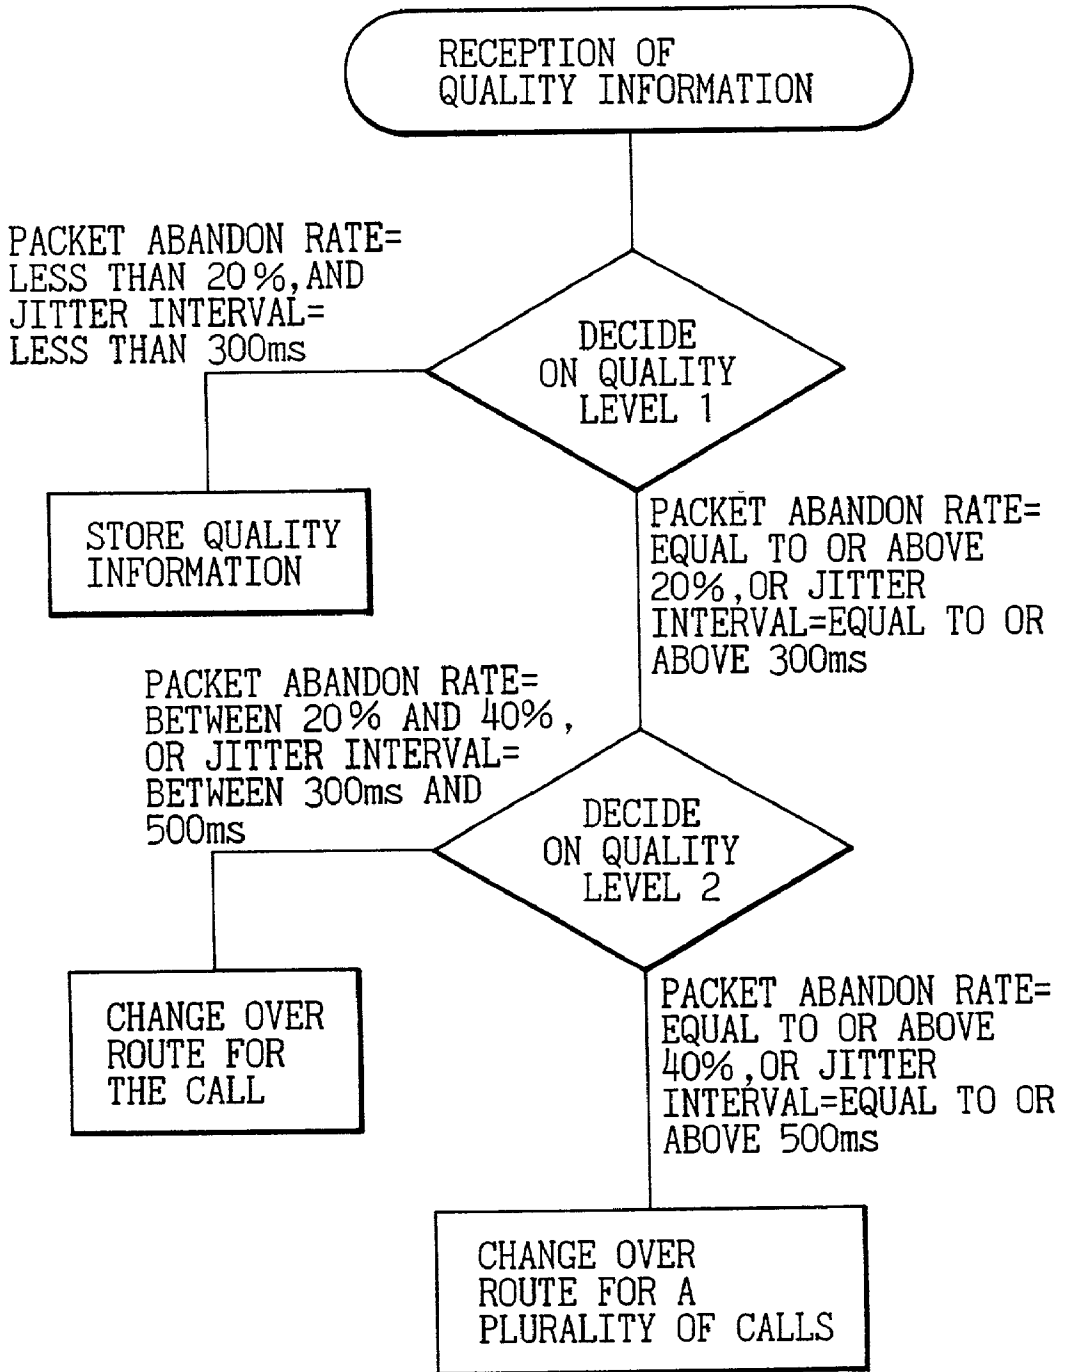 RECEPTION OF
QUALITY INFORMATION
PACKET ABANDON RATE=
LESS THAN 20%,AND
JITTER INTERVAL=
LESS THAN 300ms
DECIDE
ON QUALITY
LEVEL 1
STORE QUALITY
INFORMATION
PACKET ABANDON RATE=
EQUAL TO OR ABOVE
20%,OR JITTER
INTERVAL=EQUAL TO OR
ABOVE 300ms
PACKET ABANDON RATE=
BETWEEN 20% AND 40%,
OR JITTER INTERVAL=
BETWEEN 300ms AND
500ms
DECIDE
ON QUALITY
LEVEL 2
CHANGE OVER
ROUTE FOR
THE CALL
PACKET ABANDON RATE=
EQUAL TO OR ABOVE
40%,OR JITTER
INTERVAL=EQUAL TO OR
ABOVE 500ms
CHANGE OVER
ROUTE FOR A
PLURALITY OF CALLS